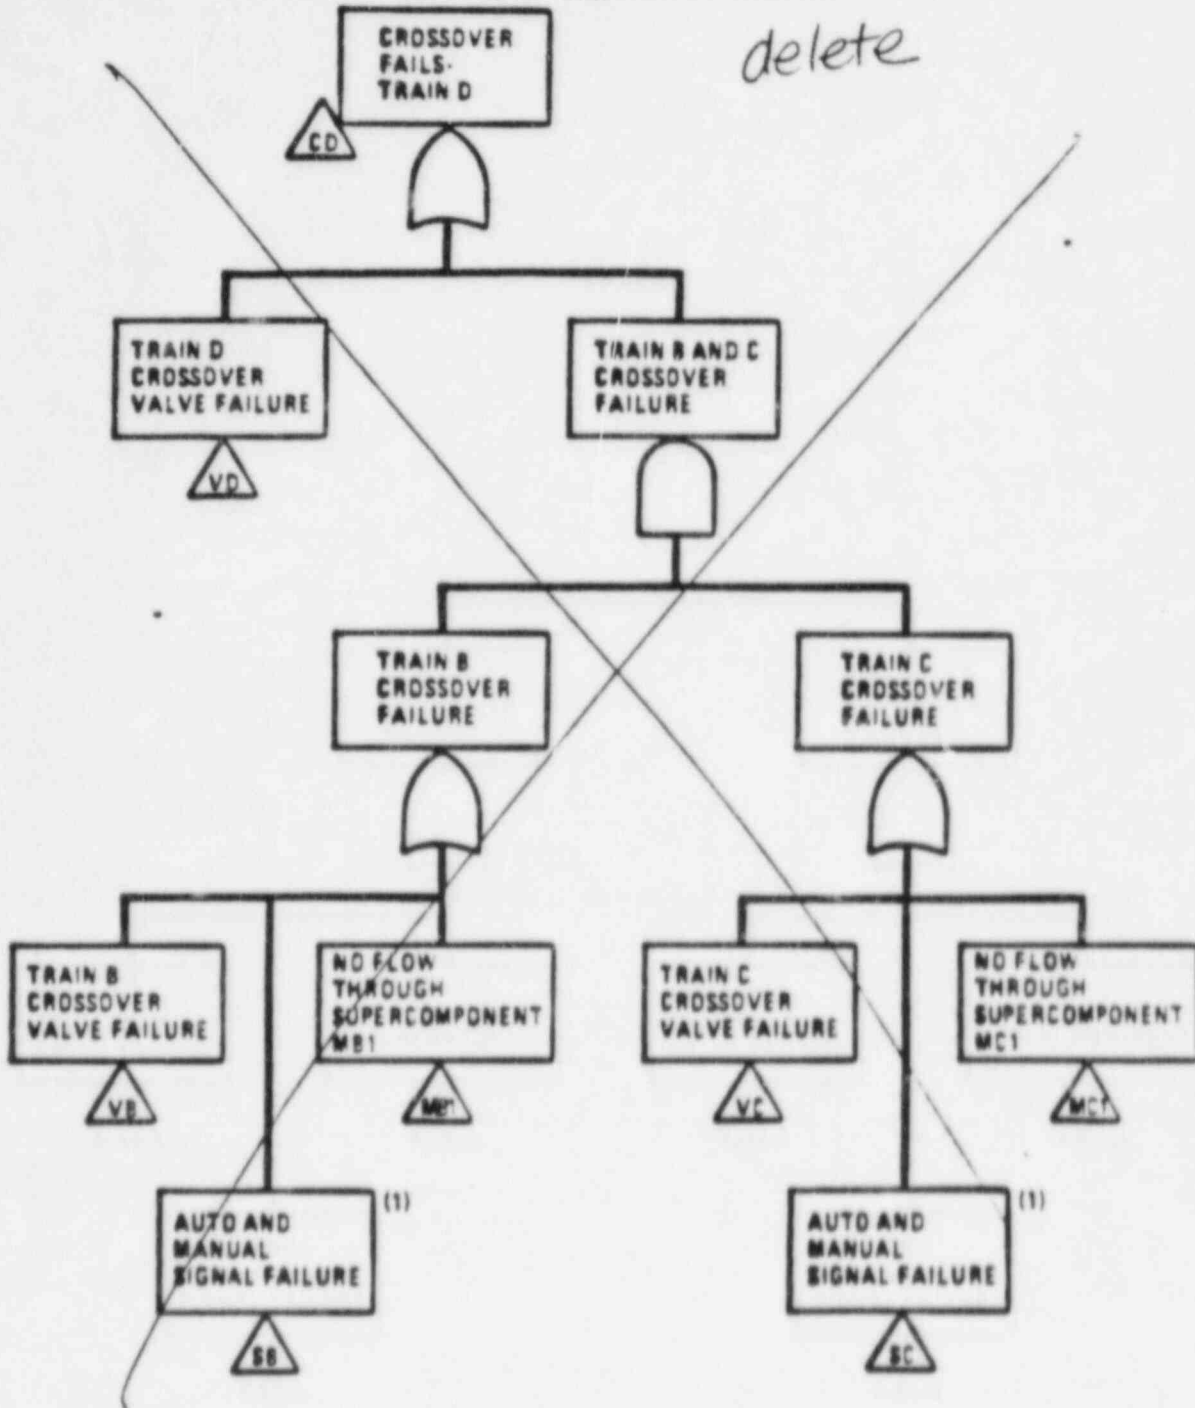 delete
CROSSOVER
FAILS-
TRAIN D
CD
TRAIN D
CROSSOVER
VALVE FAILURE
VD
TRAIN B AND C
CROSSOVER
FAILURE
TRAIN B
CROSSOVER
FAILURE
TRAIN C
CROSSOVER
FAILURE
TRAIN B
CROSSOVER
VALVE FAILURE
VB
NO FLOW
THROUGH
SUPERCOMPONENT
MB1
MB1
TRAIN C
CROSSOVER
VALVE FAILURE
VC
NO FLOW
THROUGH
SUPERCOMPONENT
MC1
MC1
AUTO AND
MANUAL
SIGNAL FAILURE
(1)
SB
AUTO AND
MANUAL
SIGNAL FAILURE
(1)
SC